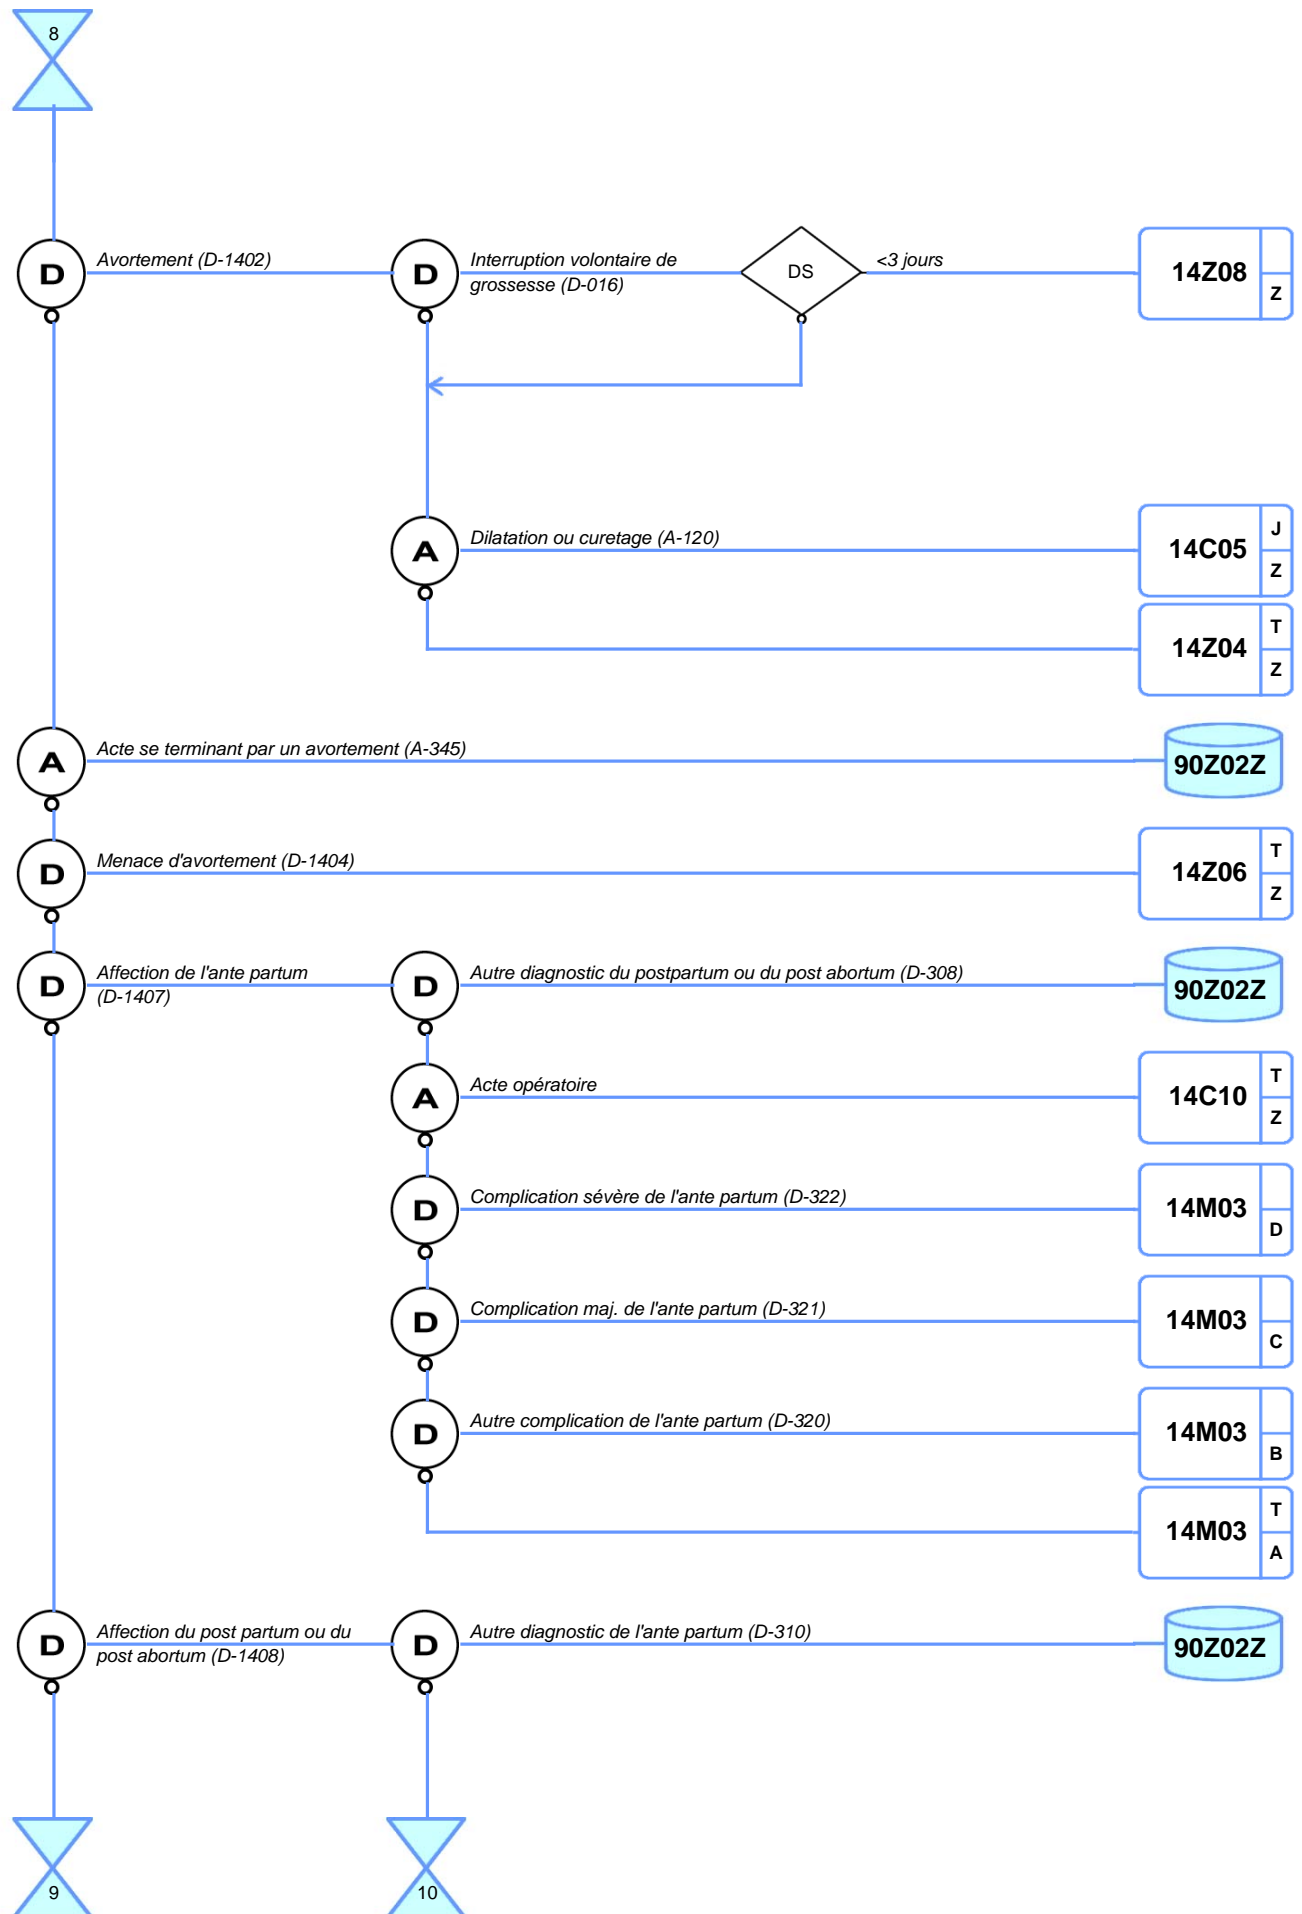 8
D
Avortement (D-1402)
D
Interruption volontaire de
grossesse (D-016)
DS
<3 jours
14Z08
Z
A
Dilatation ou curetage (A-120)
14C05
J
Z
14Z04
T
Z
A
Acte se terminant par un avortement (A-345)
90Z02Z
D
Menace d'avortement (D-1404)
14Z06
T
Z
D
Affection de l'ante partum
(D-1407)
D
Autre diagnostic du postpartum ou du post abortum (D-308)
90Z02Z
A
Acte opératoire
14C10
T
Z
D
Complication sévère de l'ante partum (D-322)
14M03
D
D
Complication maj. de l'ante partum (D-321)
14M03
C
D
Autre complication de l'ante partum (D-320)
14M03
B
14M03
T
A
D
Affection du post partum ou du
post abortum (D-1408)
D
Autre diagnostic de l'ante partum (D-310)
90Z02Z
9
10